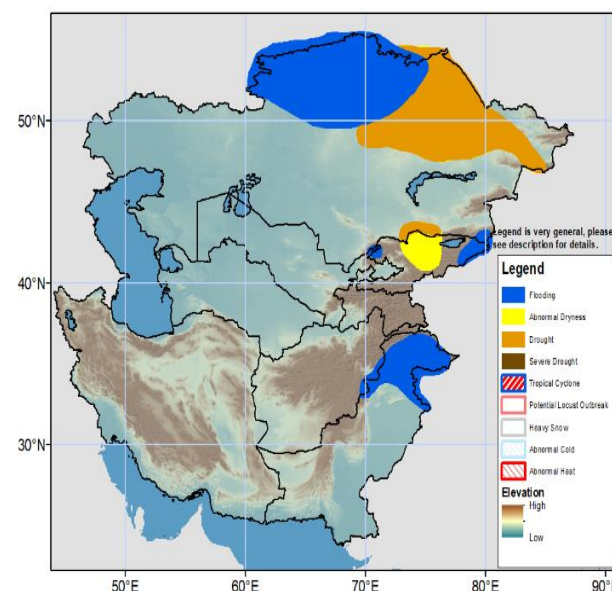 50°N
40°N
30°N
Legend is very general, please
see description for details.
Legend
Flooding
Abnormal Dryness
Drought
Severe Drought
Tropical Cyclone
Potential Locust Outbreak
Heavy Snow
Abnormal Cold
Abnormal Heat
Elevation
High
Low
50°E 60°E 70°E 80°E 90°